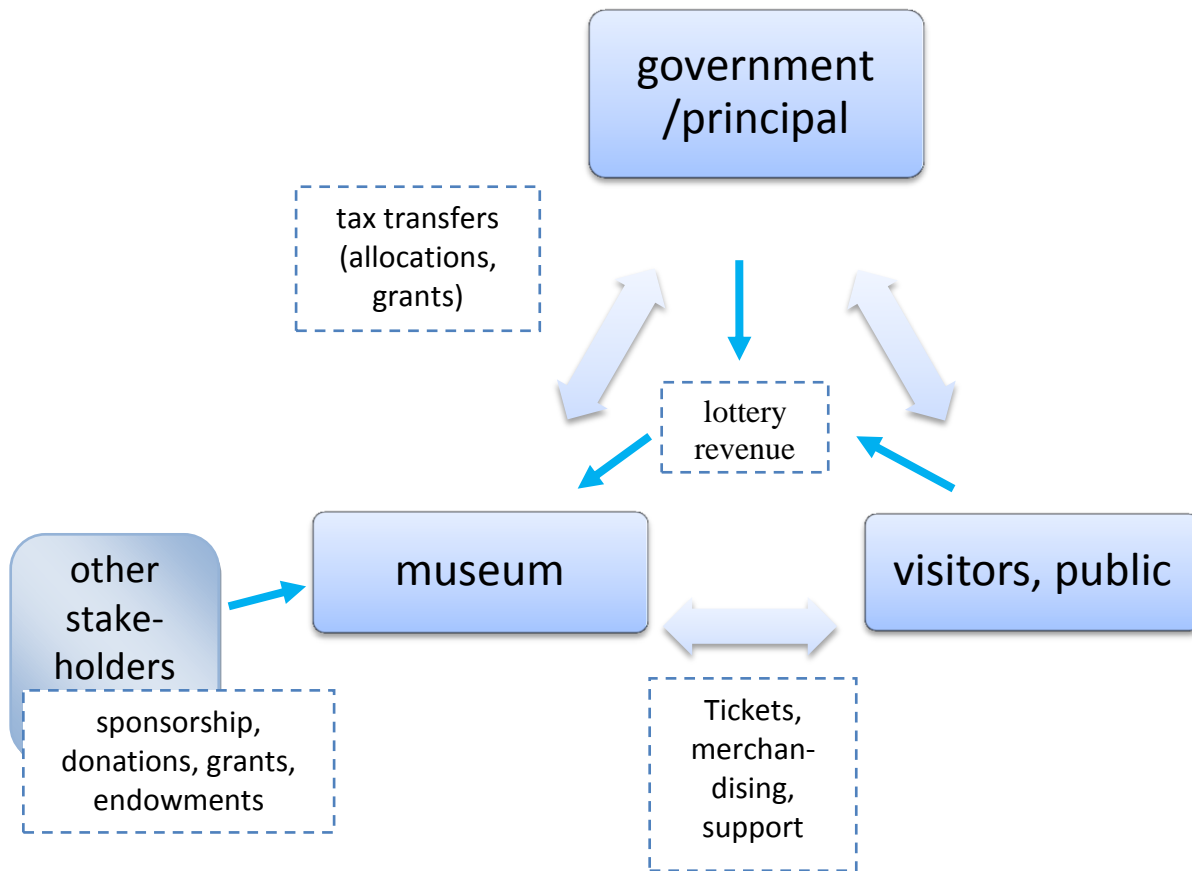 government
/principal
tax transfers
(allocations,
grants)
lottery
revenue
museum
visitors, public
other
stake-
holders
sponsorship,
donations, grants,
endowments
Tickets,
merchan-
dising,
support